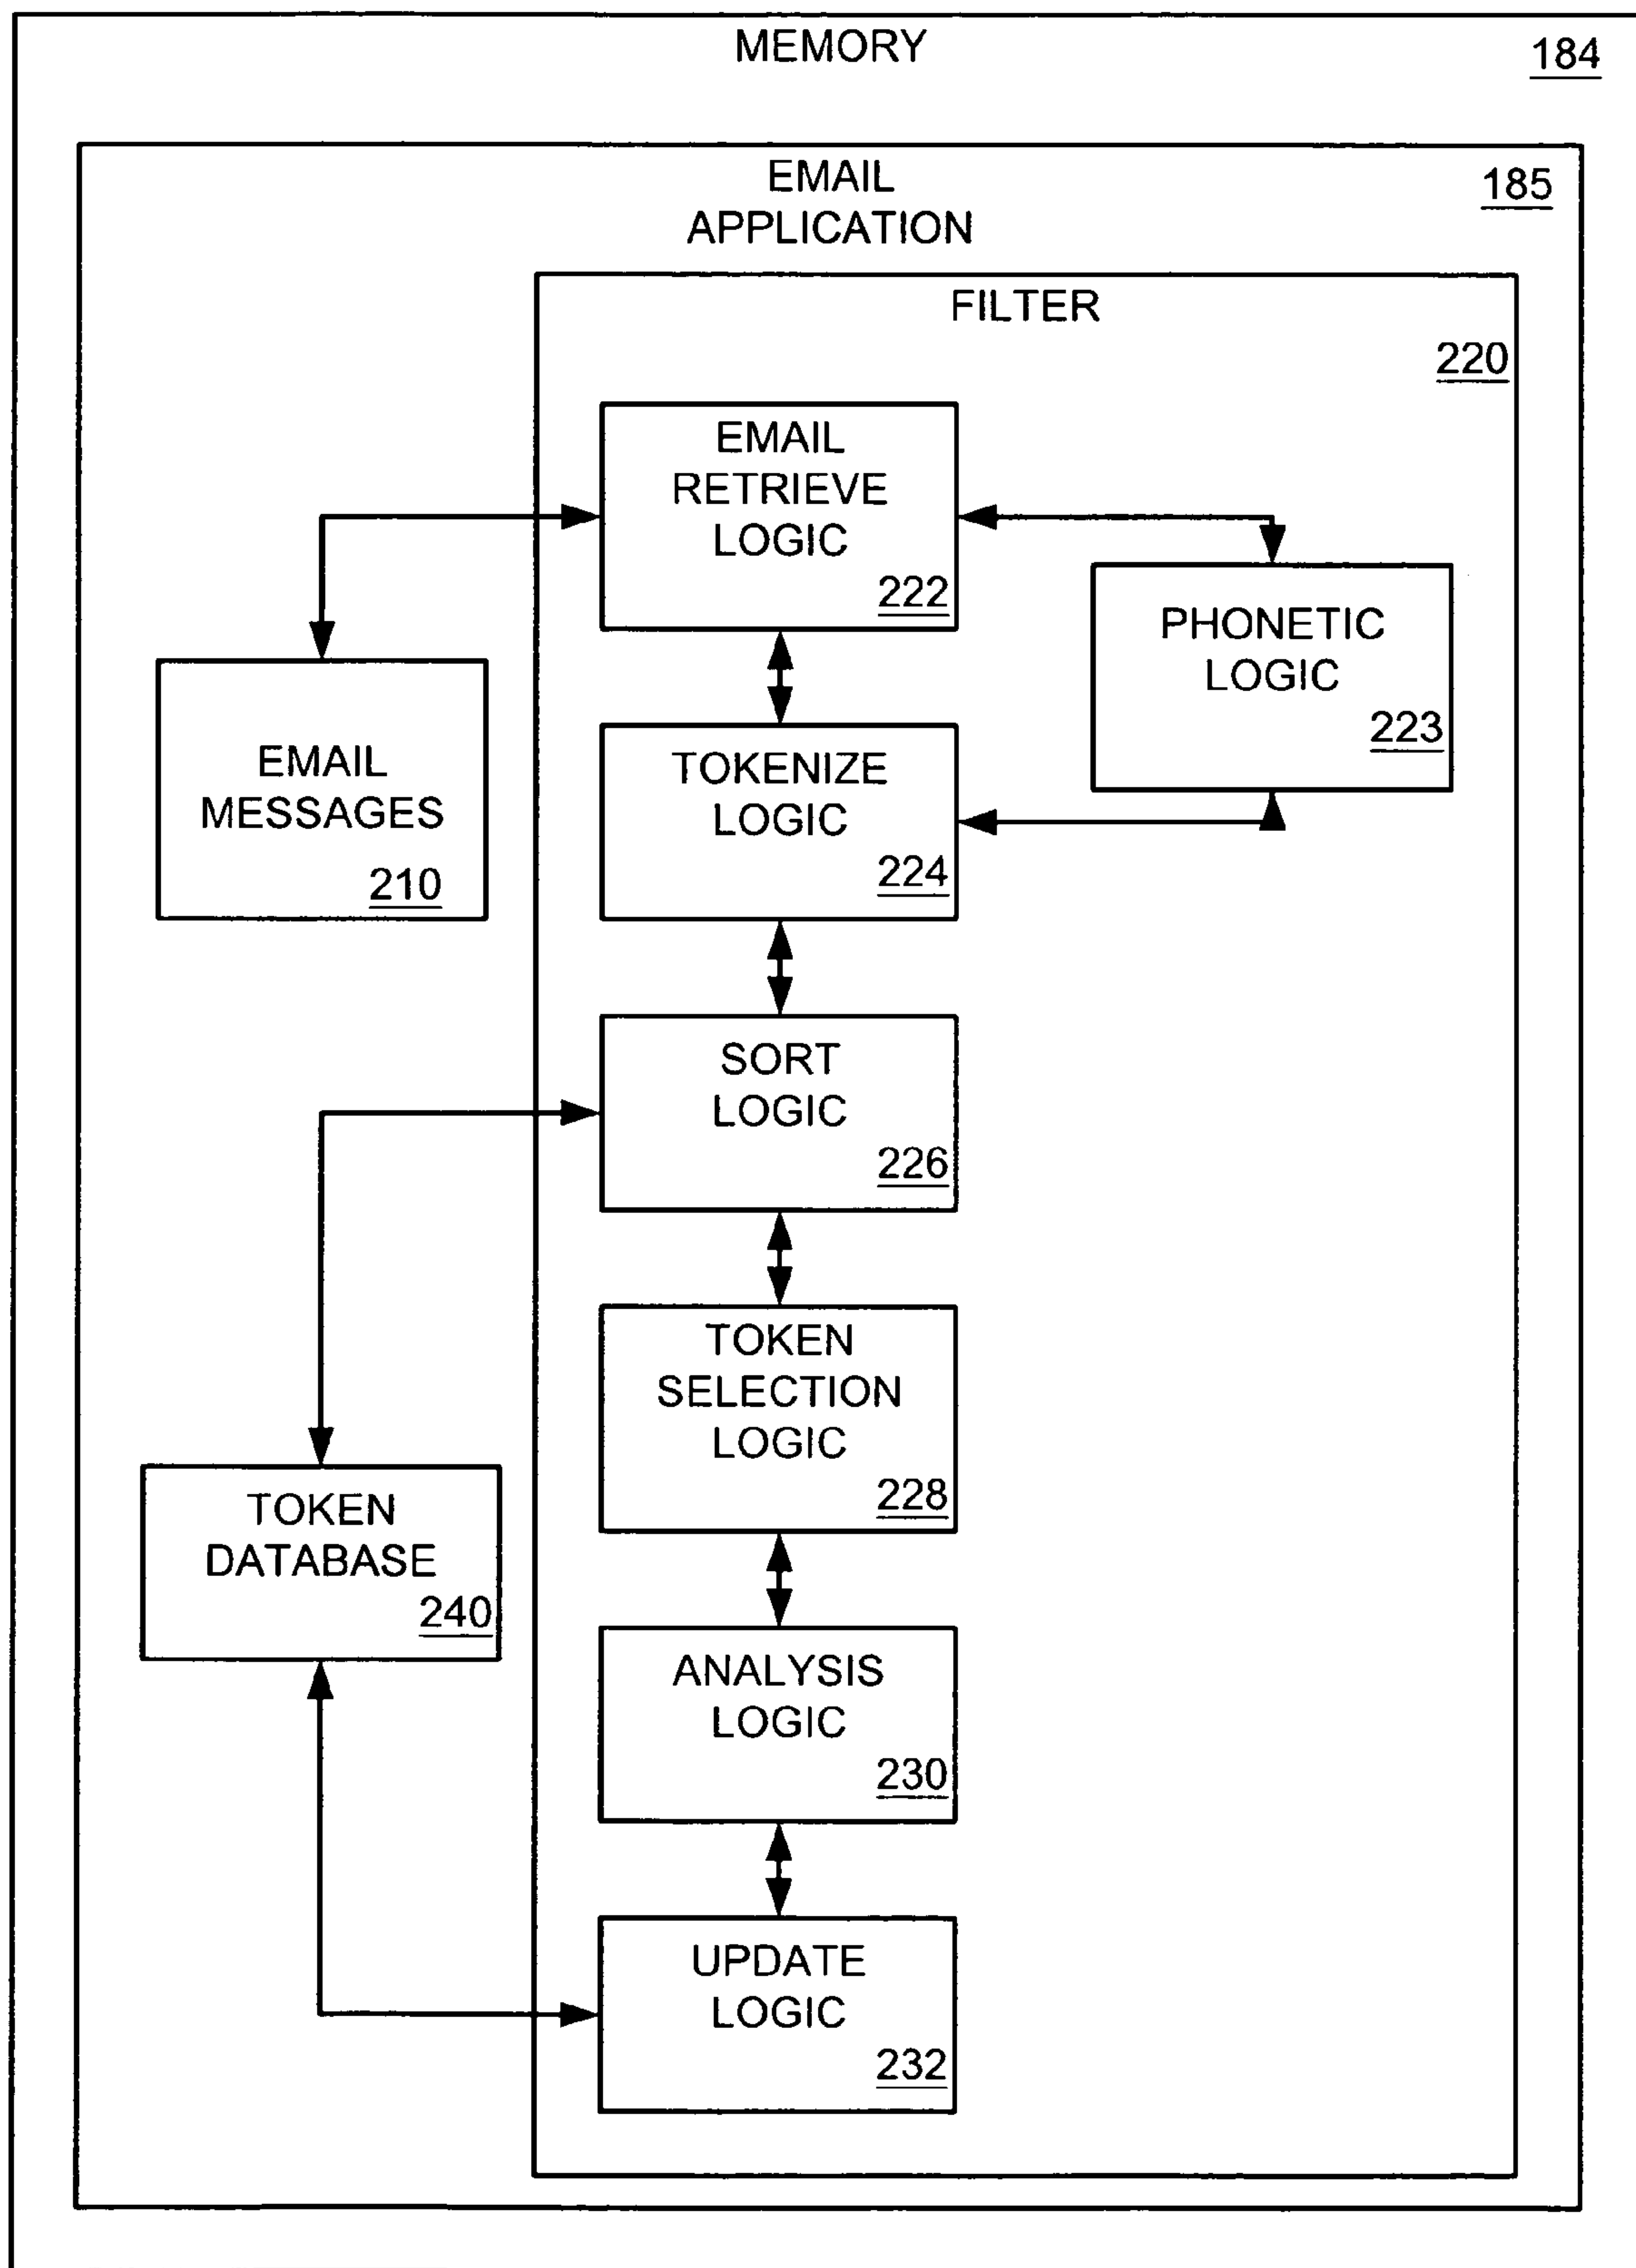 MEMORY
184
EMAIL
APPLICATION
185
FILTER
220
EMAIL
RETRIEVE
LOGIC
222
PHONETIC
LOGIC
223
EMAIL
MESSAGES
210
TOKENIZE
LOGIC
224
SORT
LOGIC
226
TOKEN
SELECTION
LOGIC
228
TOKEN
DATABASE
240
ANALYSIS
LOGIC
230
UPDATE
LOGIC
232